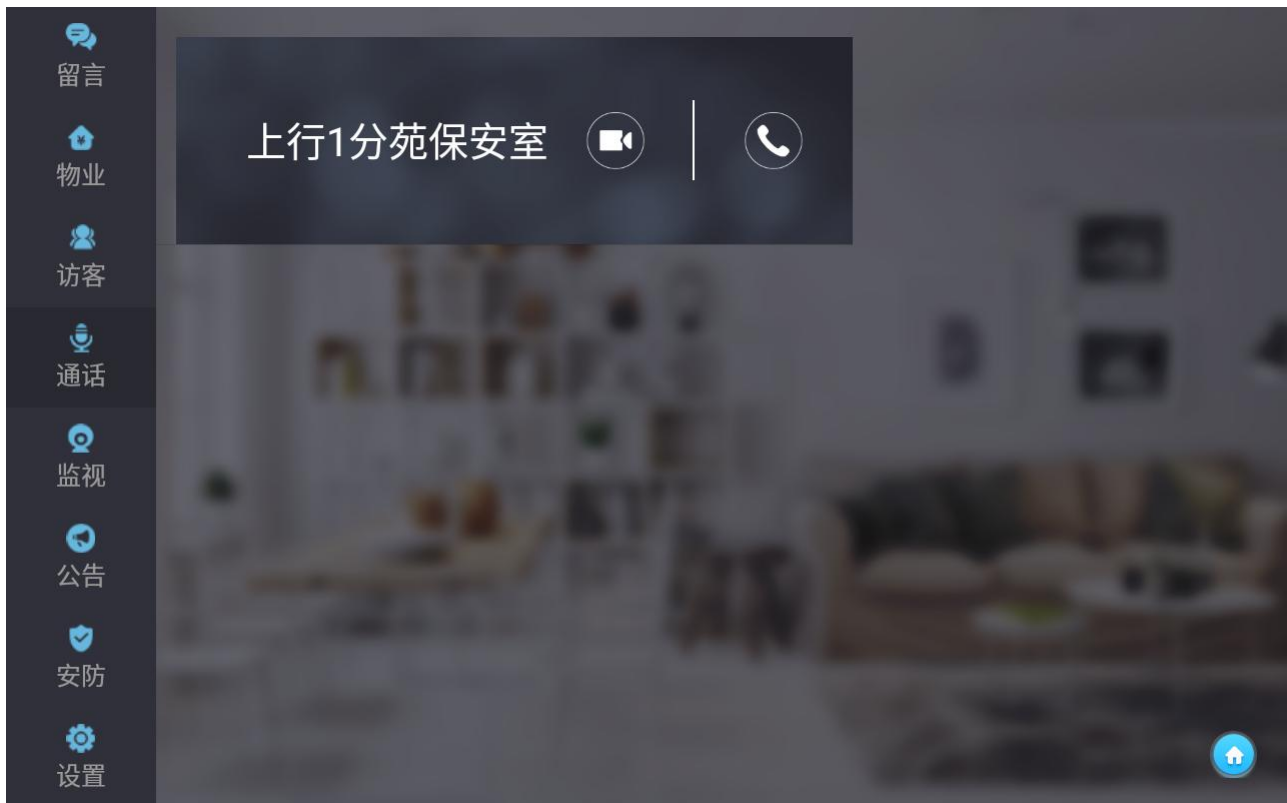 留言
物业
访客
通话
监视
公告
安防
设置
上行1分苑保安室